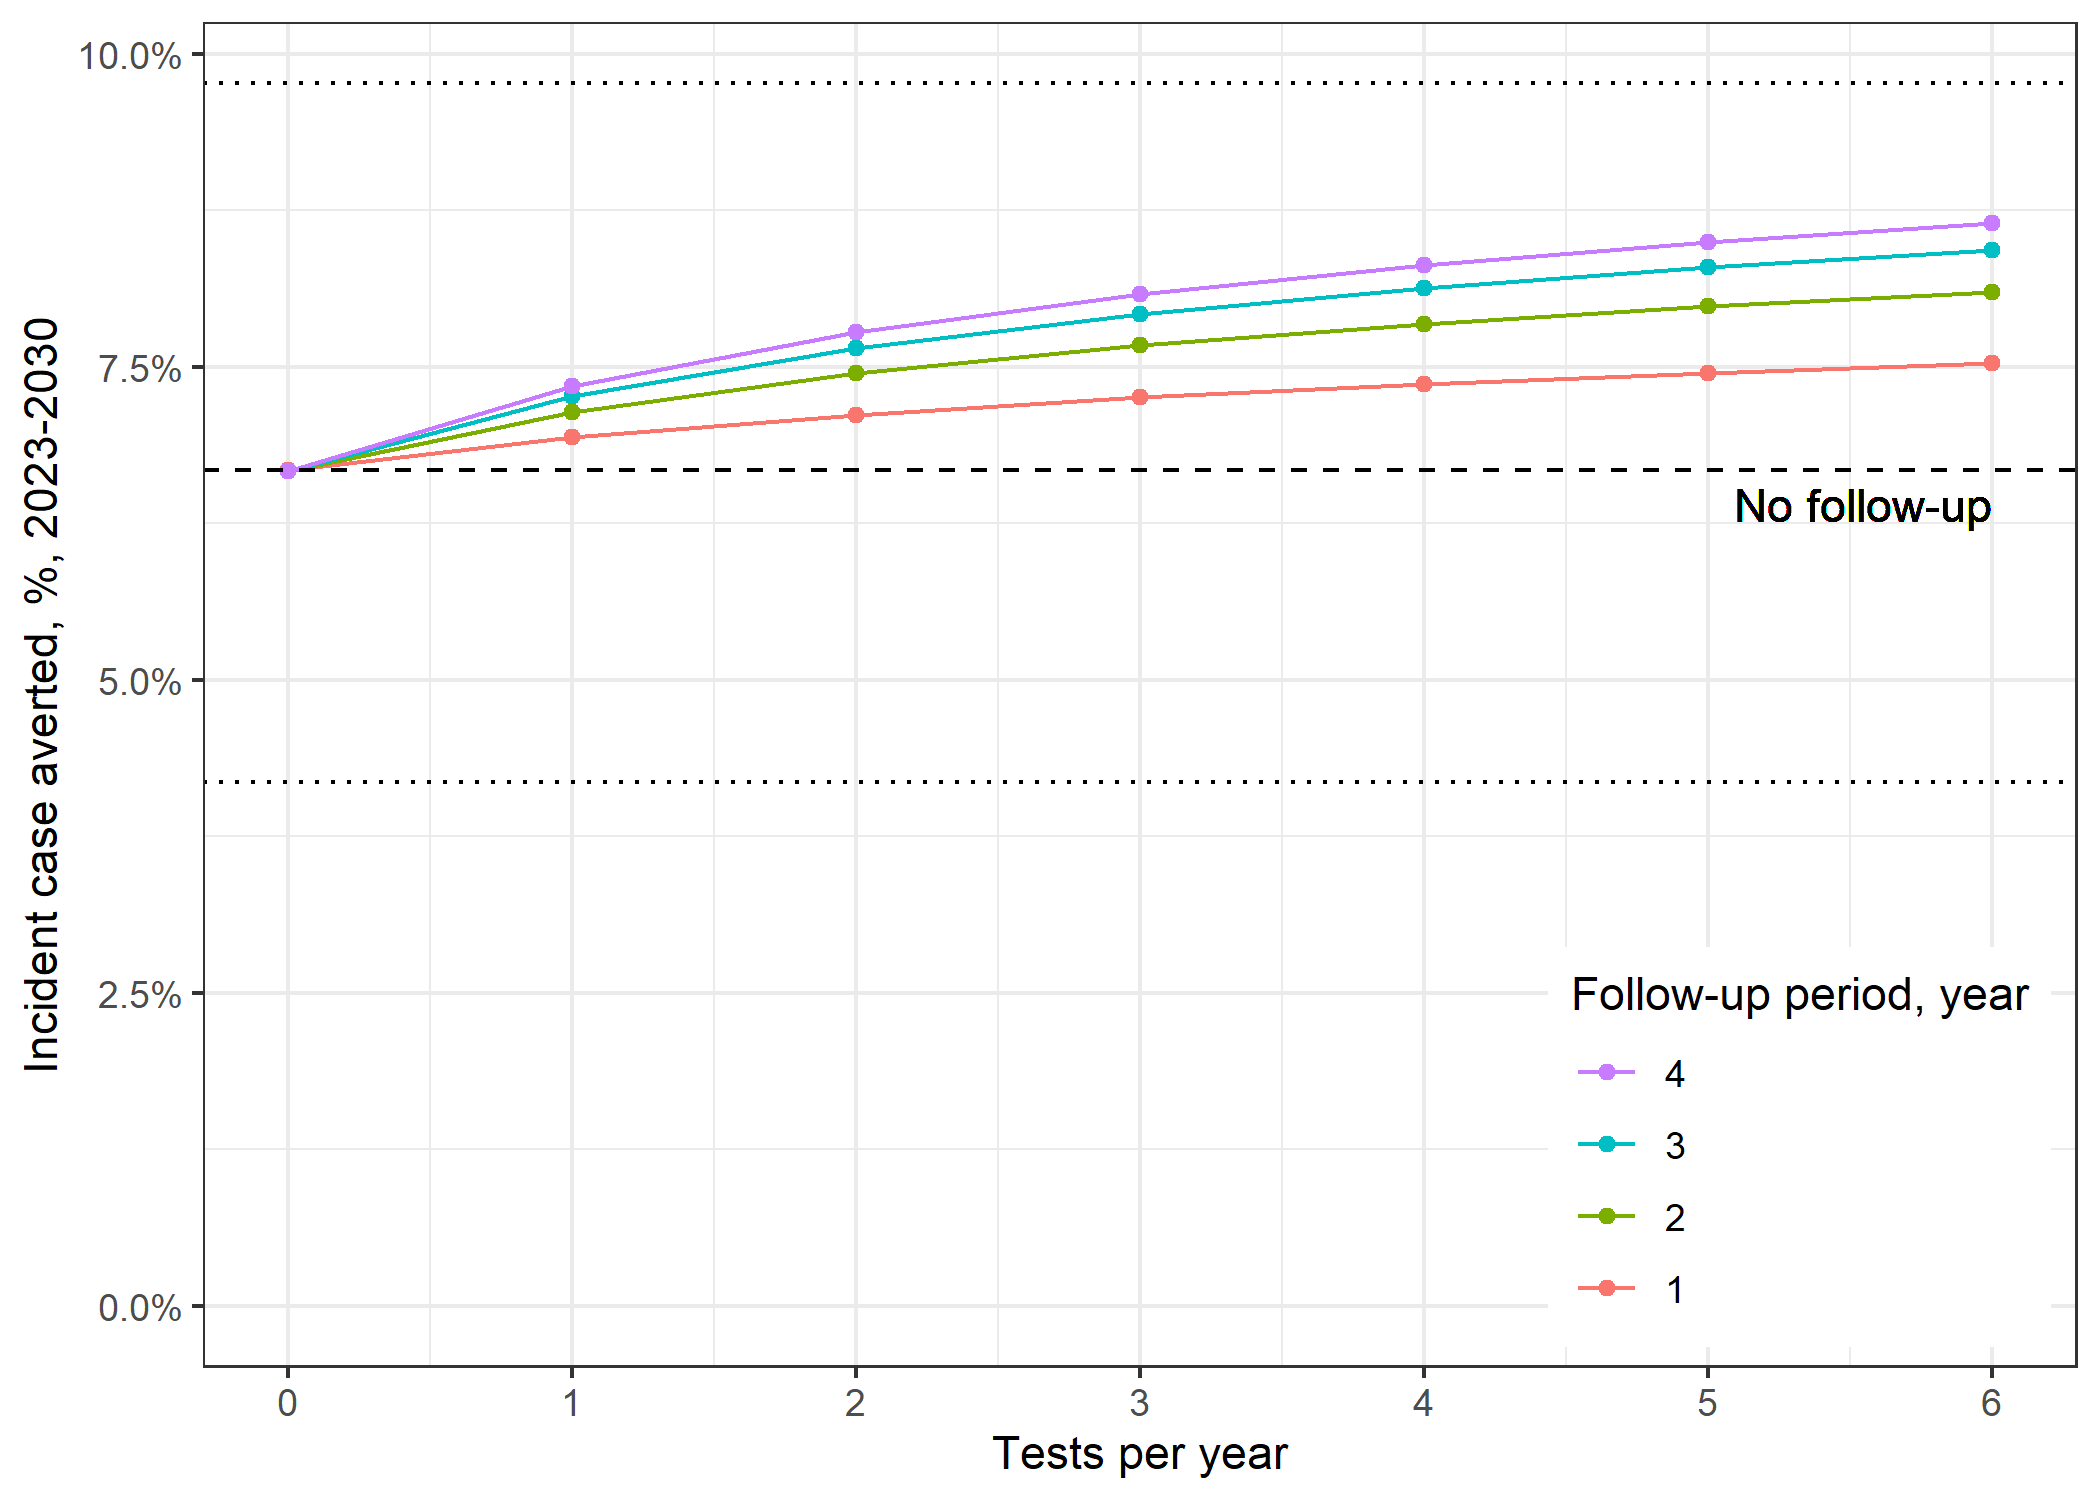 Incident case averted, %, 2023-2030
10.0%
7.5%
5.0%
2.5%
0.0%
No follow-up
Follow-up period, year
4
3
2
1
0 1 2 3 4 5 6
Tests per year